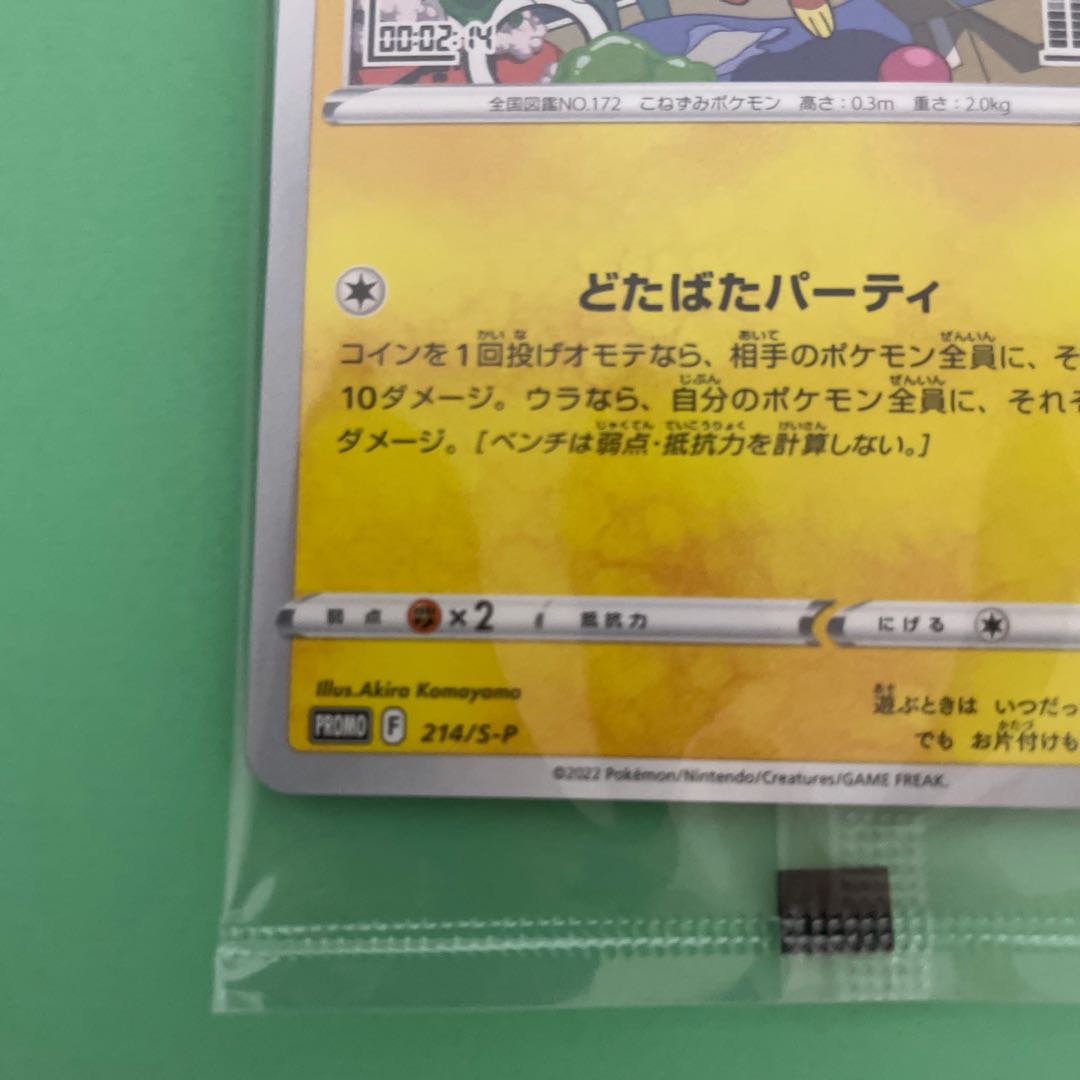 00:02:14
全国図鑑NO.172 こねずみポケモン 高さ:0.3m 重さ:2.0kg
どたばたパーティ
コインを1回投げオモテなら、相手のポケモン全員に、そ
10ダメージ。ウラなら、自分のポケモン全員に、それぞ
ダメージ。[ベンチは弱点・抵抗力を計算しない。]
弱点 ×2 抵抗力 にげる
Illus.Akira Komayama
遊ぶときは いつだっ
PROMO F 214/S-P
でも お片付けも
©2022 Pokémon/Nintendo/Creatures/GAME FREAK.